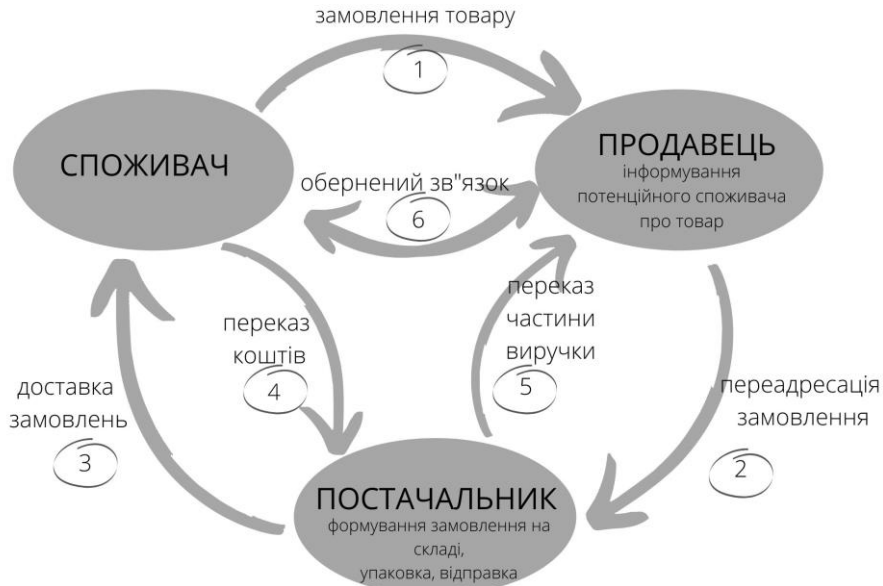 замовлення товару
1
СПОЖИВАЧ
ПРОДАВЕЦЬ
інформування
потенційного споживача
про товар
обернений зв"язок
6
переказ
коштів
4
переказ
частини
виручки
5
доставка
замовлень
3
переадресація
замовлення
2
ПОСТАЧАЛЬНИК
формування замовлення на
складі,
упаковка, відправка